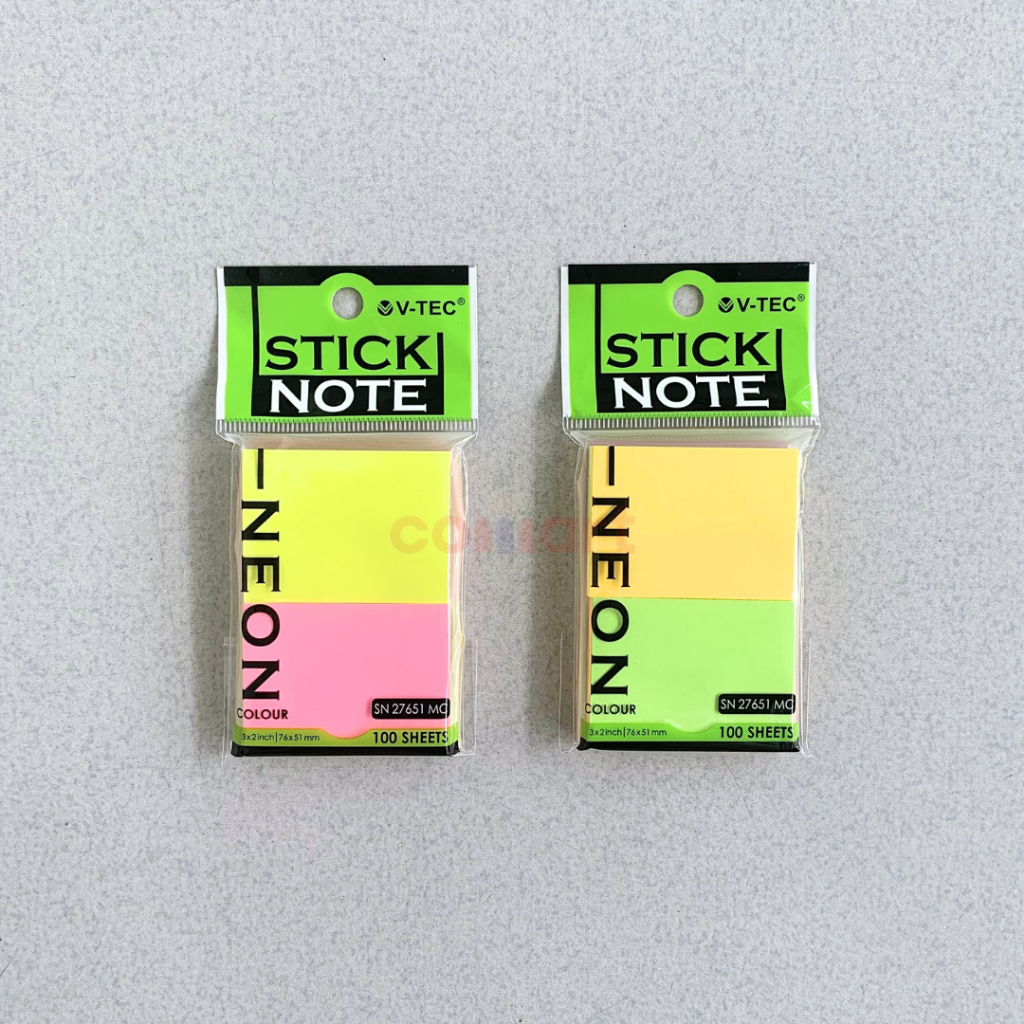 V-TEC®
STICK
NOTE
NEON
COLOUR
SN 27651 MC
3x2inch|76x51mm
100 SHEETS
V-TEC®
STICK
NOTE
NEON
COLOUR
SN 27651 MC
3x2inch|76x51mm
100 SHEETS
comart